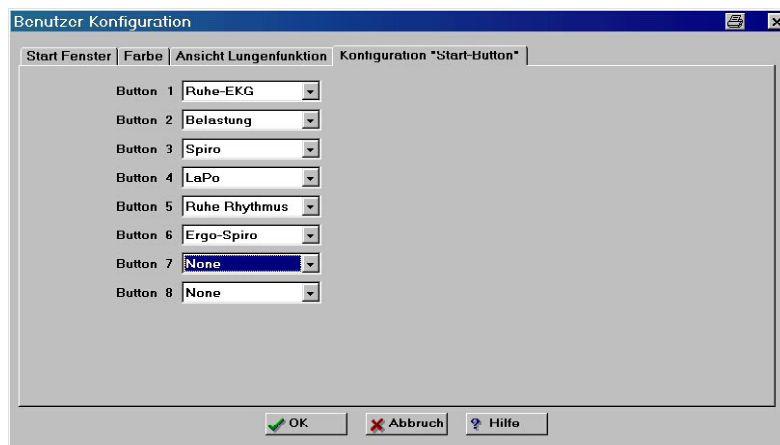 Benutzer Konfiguration
Start Fenster Farbe Ansicht Lungenfunktion Konfiguration "Start-Button"
Button 1 Ruhe-EKG
Button 2 Belastung
Button 3 Spiro
Button 4 LaPo
Button 5 Ruhe Rhythmus
Button 6 Ergo-Spiro
Button 7 None
Button 8 None
OK Abbruch Hilfe